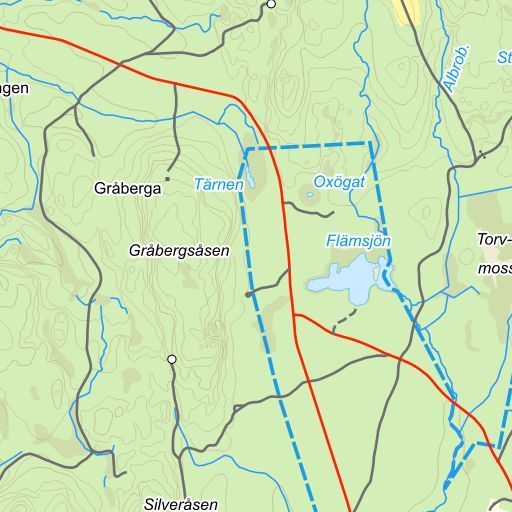 Albrob.
St
ngen
Gråberga
Tärnen
Oxögat
Gråbergsåsen
Flämsjön
Torv-
moss
Silveråsen